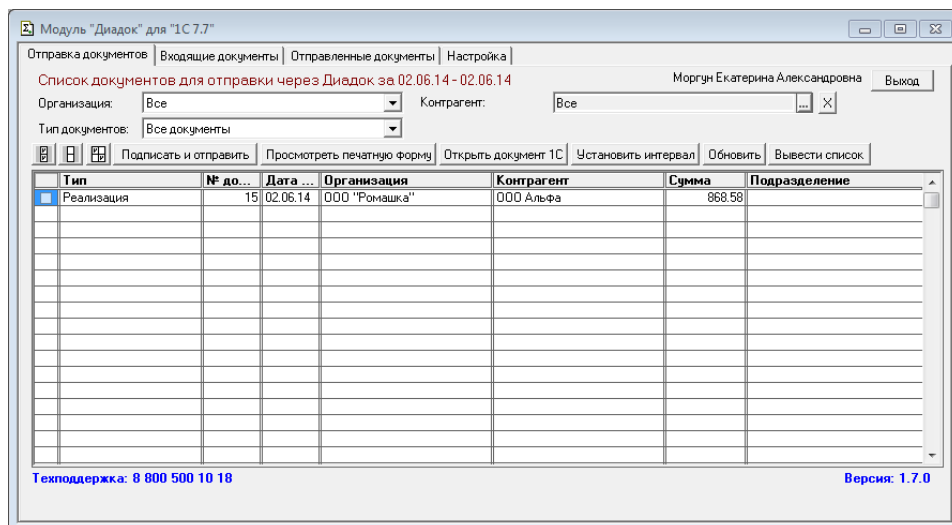 Модуль "Диадок" для "1С 7.7"
Отправка документов Входящие документы Отправленные документы Настройка
Список документов для отправки через Диадок за 02.06.14 - 02.06.14 Моргун Екатерина Александровна Выход
Организация: Все Контрагент: Все ... X
Тип документов: Все документы
Подписать и отправить Просмотреть печатную форму Открыть документ 1С Установить интервал Обновить Вывести список
Тип № до... Дата ... Организация Контрагент Сумма Подразделение
Реализация 15 02.06.14 ООО "Ромашка" ООО Альфа 868.58
Техподдержка: 8 800 500 10 18 Версия: 1.7.0